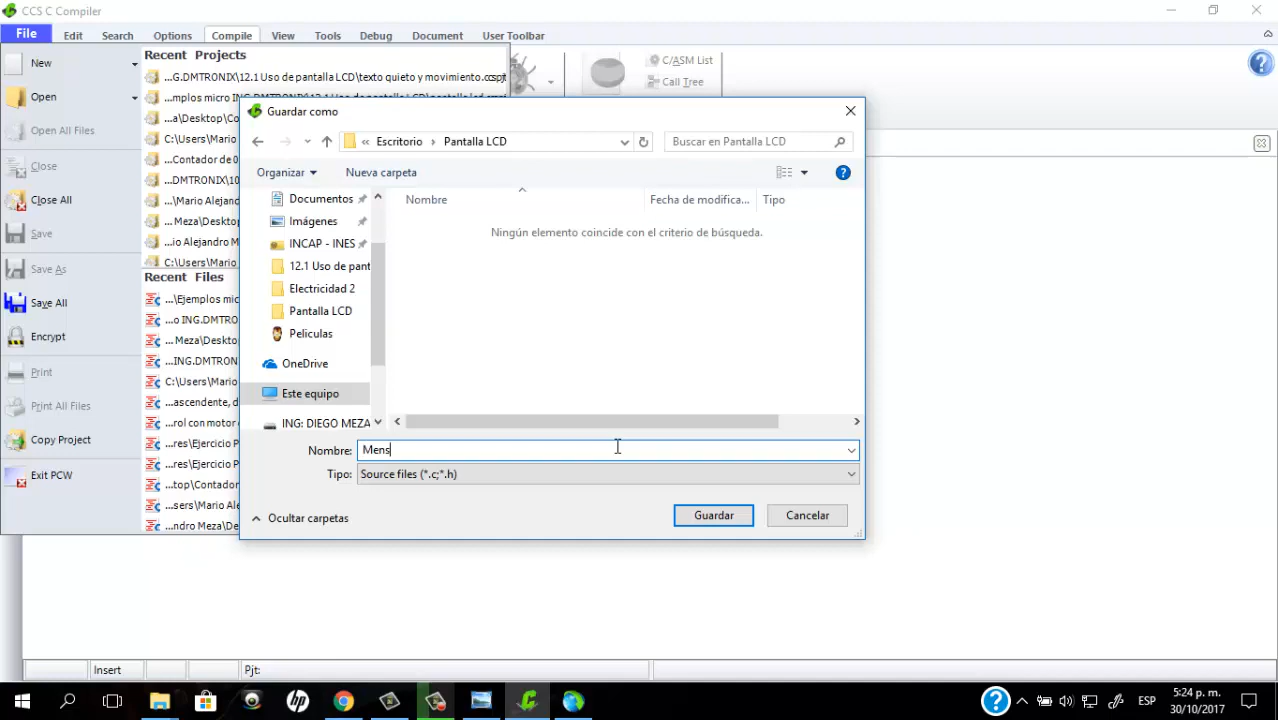 CCS C Compiler
File Edit Search Options Compile View Tools Debug Document User Toolbar
New
Open
Open All Files
Close
Close All
Save
Save As
Save All
Encrypt
Print
Print All Files
Copy Project
Exit PCW
Recent Projects
...G.DMTRONIX\12.1 Uso de pantalla LCD\texto quieto y movimiento.ccspjt
...a\Desktop\Co
C:\Users\Mario
...Contador de 0
...DMTRONIX\10
...\Mario Alejand
... Meza\Desktop
...io Alejandro M
C:\Users\Mario
Recent Files
...\Ejemplos mic
...o ING.DMTRO
... Meza\Deskto
...ING.DMTRON
C:\Users\Mario
...ascendente, d
...rol con motor
...res\Ejercicio P
...res\Ejercicio P
...top\Contador
...sers\Mario Ale
...ndro Meza\Des
C/ASM List
Call Tree
Guardar como
« Escritorio › Pantalla LCD
Buscar en Pantalla LCD
Organizar
Nueva carpeta
Documentos
Imágenes
INCAP - INES
12.1 Uso de pant
Electricidad 2
Pantalla LCD
Peliculas
OneDrive
Este equipo
ING: DIEGO MEZA
Nombre
Fecha de modifica...
Tipo
Ningún elemento coincide con el criterio de búsqueda.
Nombre: Mens
Tipo: Source files (*.c;*.h)
Ocultar carpetas
Guardar
Cancelar
Insert
Pjt:
ESP
5:24 p. m.
30/10/2017